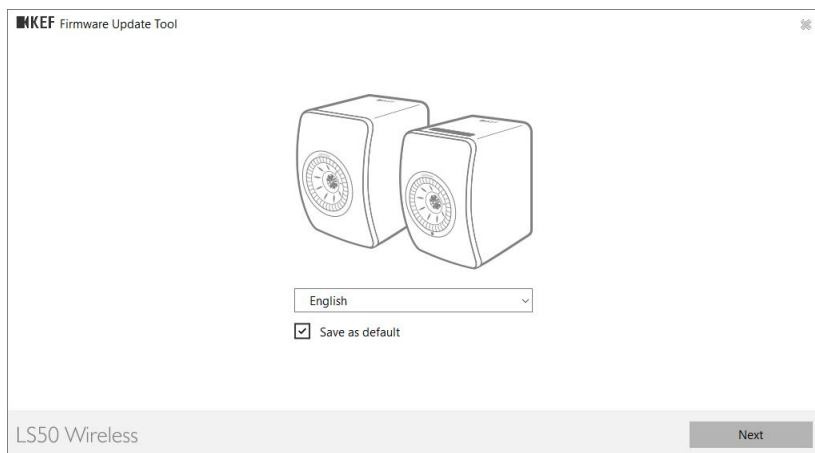 KEF Firmware Update Tool
English
Save as default
LS50 Wireless
Next